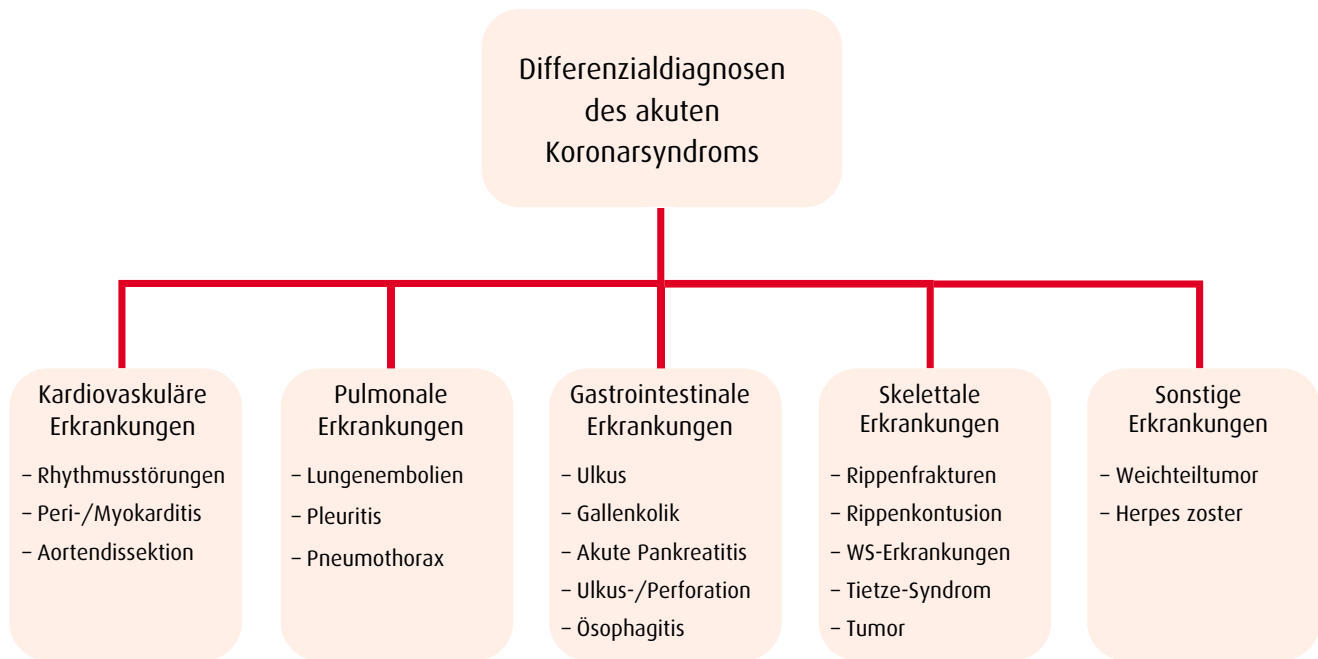 Differenzialdiagnosen
des akuten
Koronarsyndroms
Kardiovaskuläre
Erkrankungen
– Rhythmusstörungen
– Peri-/Myokarditis
– Aortendissektion
Pulmonale
Erkrankungen
– Lungenembolien
– Pleuritis
– Pneumothorax
Gastrointestinale
Erkrankungen
– Ulkus
– Gallenkolik
– Akute Pankreatitis
– Ulkus-/Perforation
– Ösophagitis
Skelettale
Erkrankungen
– Rippenfrakturen
– Rippenkontusion
– WS-Erkrankungen
– Tietze-Syndrom
– Tumor
Sonstige
Erkrankungen
– Weichteiltumor
– Herpes zoster